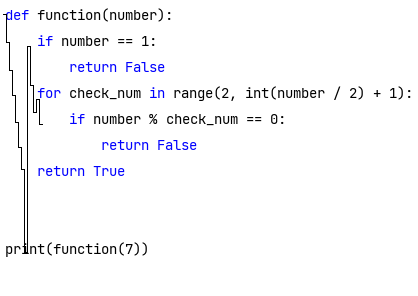 def function(number):
    if number == 1:
        return False
    for check_num in range(2, int(number / 2) + 1):
        if number % check_num == 0:
            return False
    return True
print(function(7))